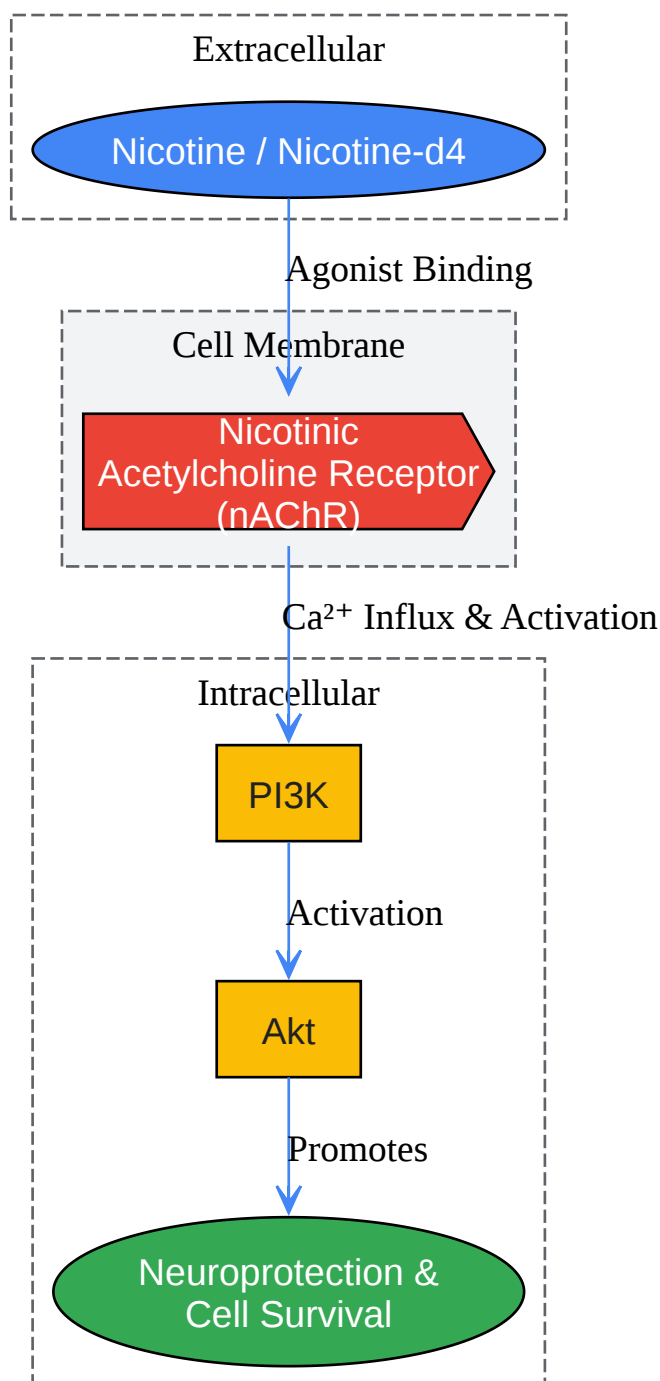 Extracellular
Nicotine / Nicotine-d4
Agonist Binding
Cell Membrane
Nicotinic
Acetylcholine Receptor
(nAChR)
Ca²⁺ Influx & Activation
Intracellular
PI3K
Activation
Akt
Promotes
Neuroprotection &
Cell Survival